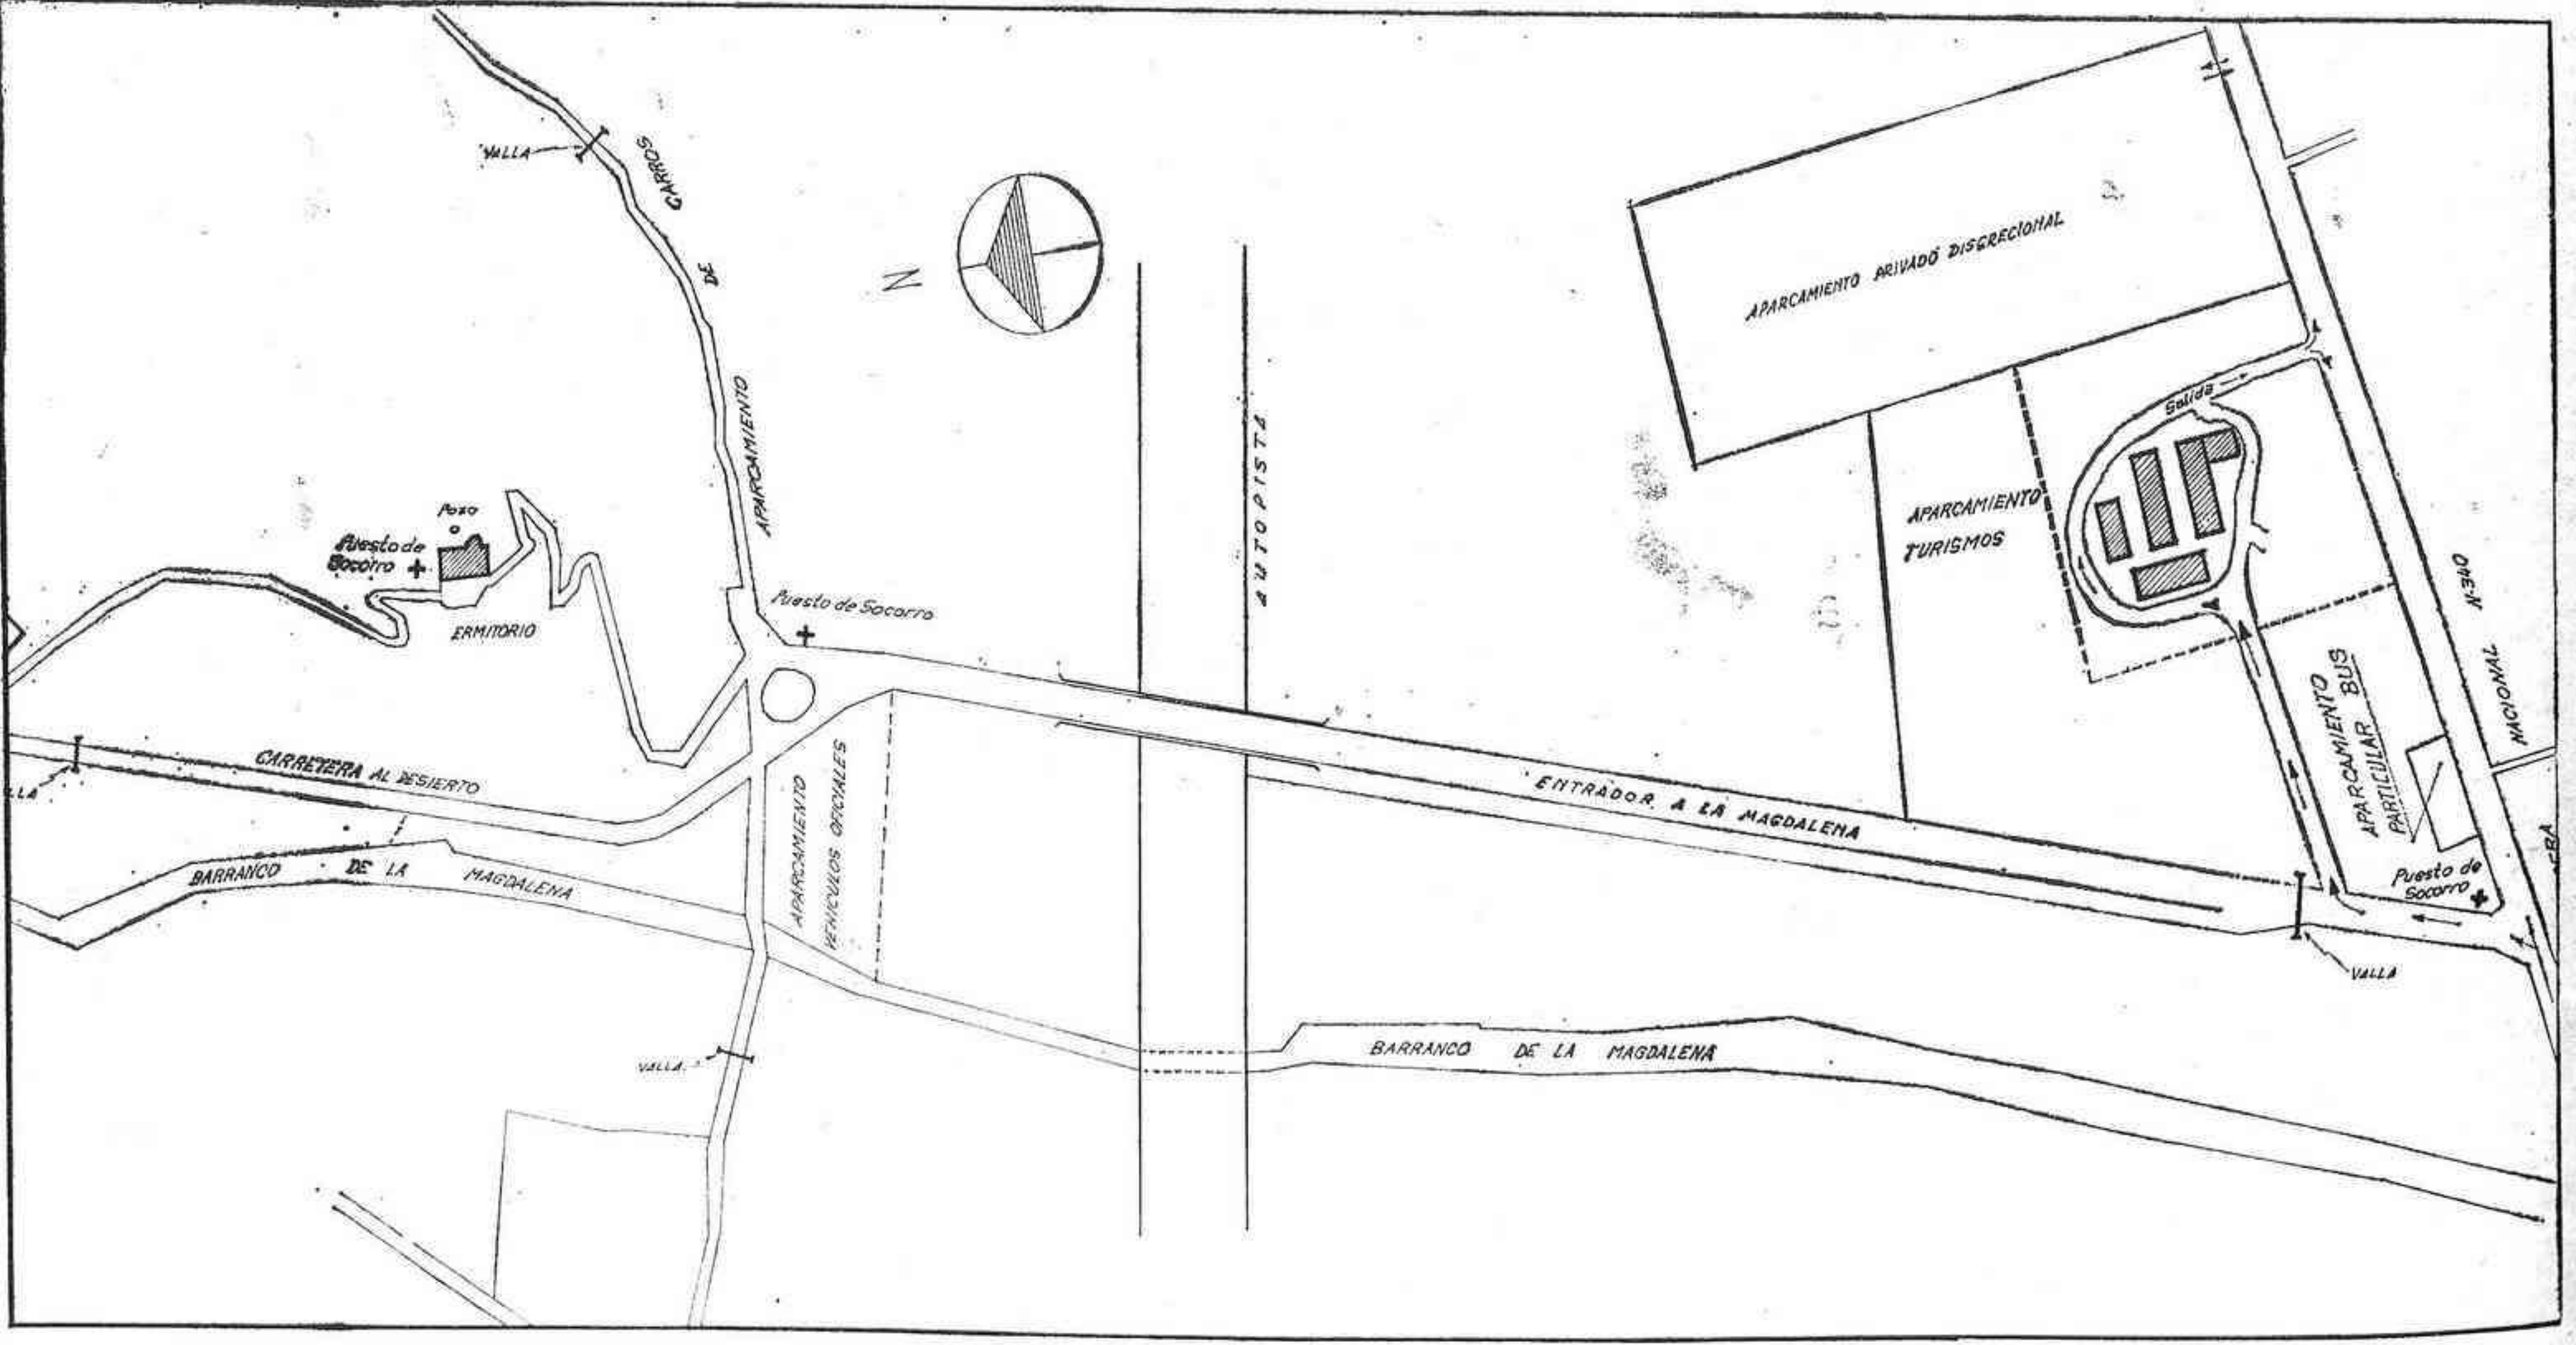 VALLA
CARROS
DE
APARCAMIENTO
N
AUTOPISTA
APARCAMIENTO PRIVADO DISCRECIONAL
Salida
APARCAMIENTO
TURISMOS
Pozo
Puesto de
Socorro
ERMITORIO
Puesto de Socorro
NACIONAL N-340
CARRETERA AL DESIERTO
APARCAMIENTO
VEHICULOS OFICIALES
ENTRADOR A LA MAGDALENA
APARCAMIENTO
PARTICULAR BUS
Puesto de
Socorro
VALLA
BARRANCO DE LA MAGDALENA
VALLA
BARRANCO DE LA MAGDALENA